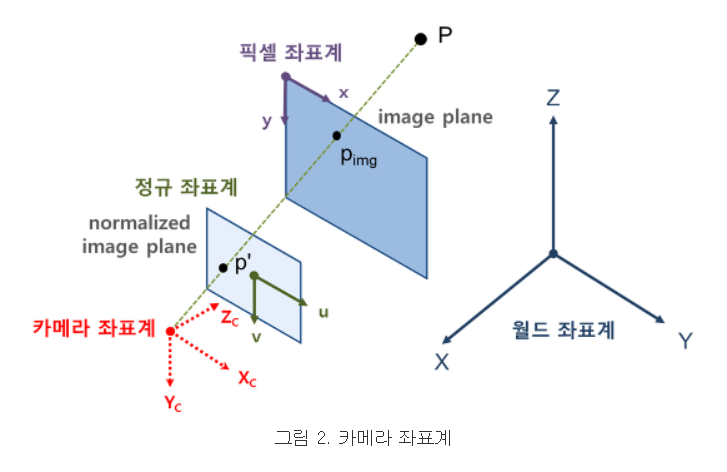 P
픽셀 좌표계
x
y
image plane
p_img
Z
정규 좌표계
normalized
image plane
p'
u
v
카메라 좌표계
Z_C
X_C
Y_C
월드 좌표계
X
Y
그림 2. 카메라 좌표계